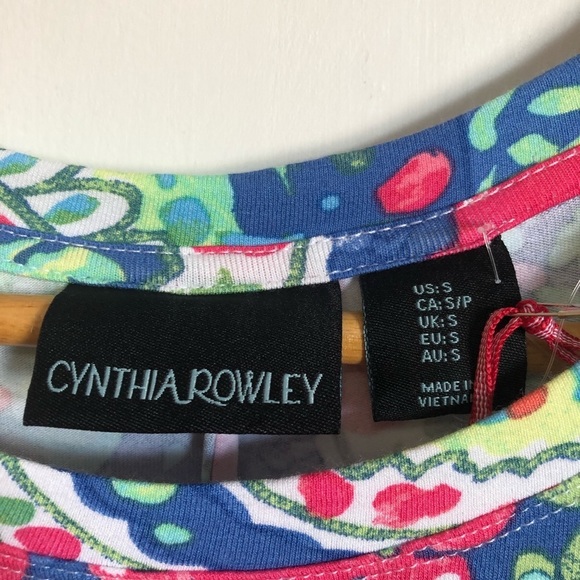 CYNTHIA ROWLEY
US: S
CA: S/P
UK: S
EU: S
AU: S
MADE IN
VIETNAM